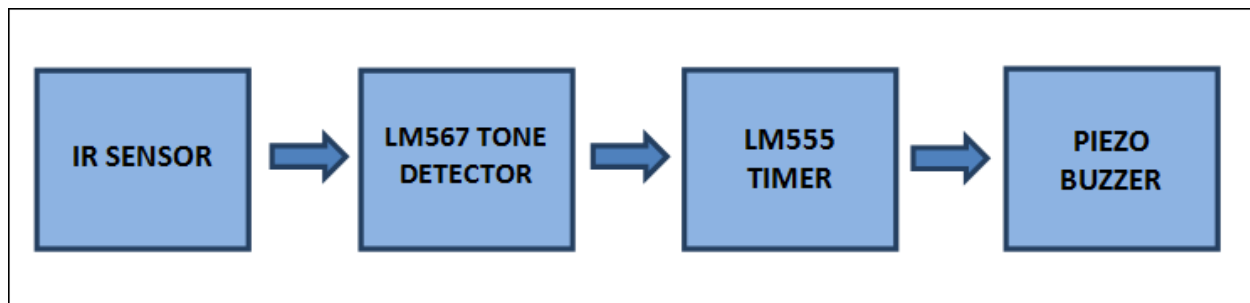 IR SENSOR
LM567 TONE
DETECTOR
LM555
TIMER
PIEZO
BUZZER